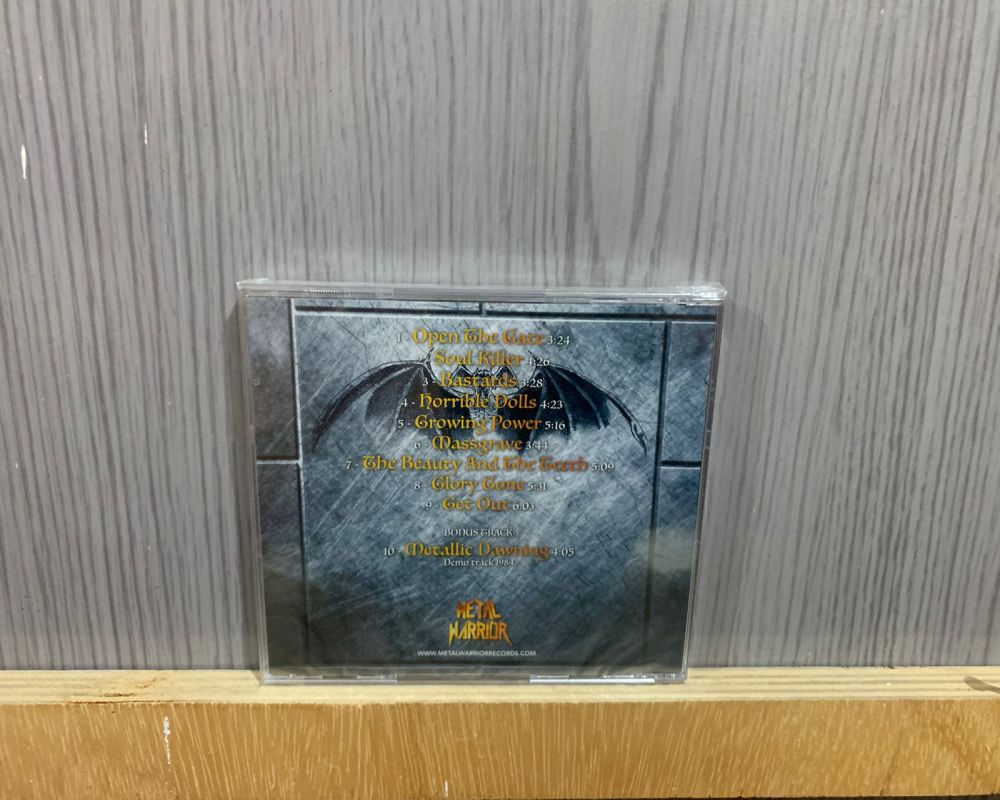 1 - Open The Gate 3:24
2 - Soul Killer 4:26
3 - Bastards 3:28
4 - Horrible Dolls 4:23
5 - Growing Power 5:16
6 - Massgrave 3:44
7 - The Beauty And The Teeth 5:09
8 - Glory Gone 5:31
9 - Get Out 6:03
BONUS TRACK:
10 - Metallic Dawning 4:05
Demo track 1984
METAL
WARRIOR
WWW.METALWARRIORRECORDS.COM